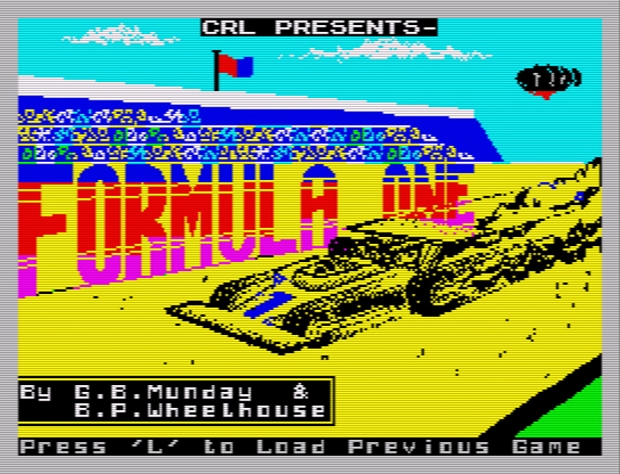 CRL PRESENTS-
FORMULA ONE
By G.B.Munday &
B.P.Wheelhouse
Press 'L' to Load Previous Game